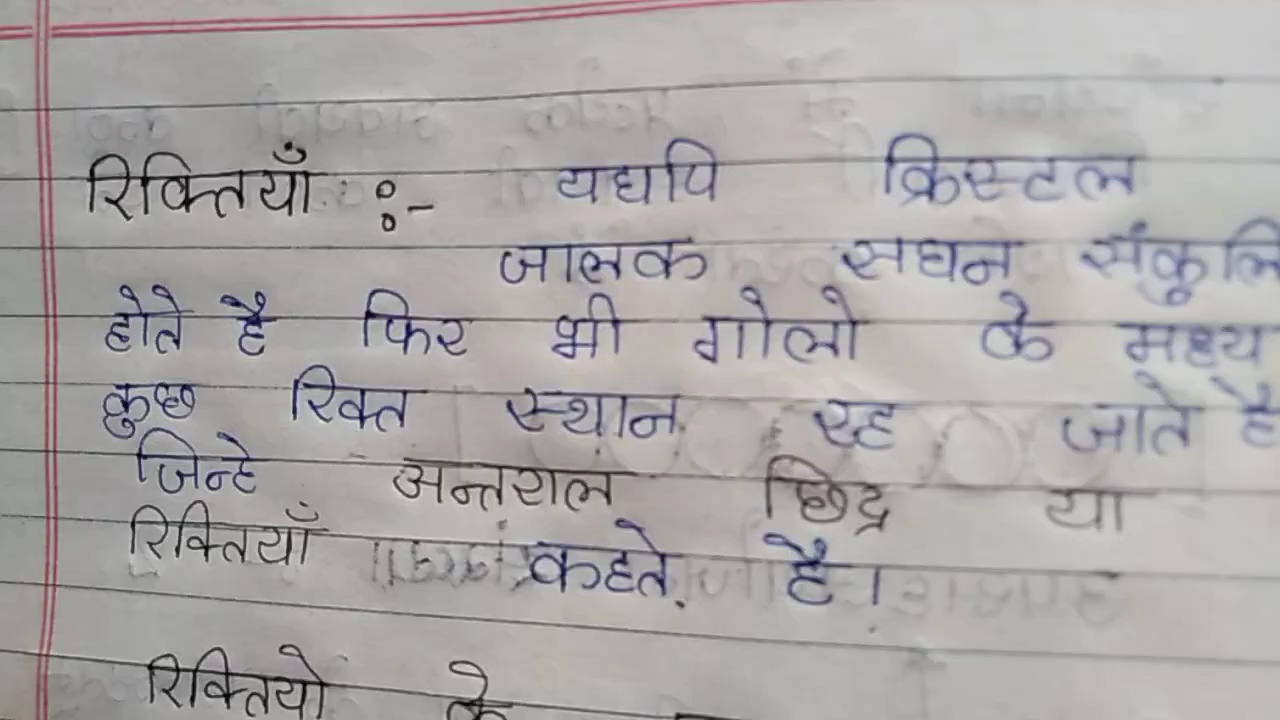 रिक्तियाँ :- यद्यपि क्रिस्टल
जालक सघन संकुलि
होते है फिर भी गोलो के मध्य
कुछ रिक्त स्थान रह जाते है
जिन्हे अन्तराल छिद्र या
रिक्तियाँ कहते है।
रिक्तियो के